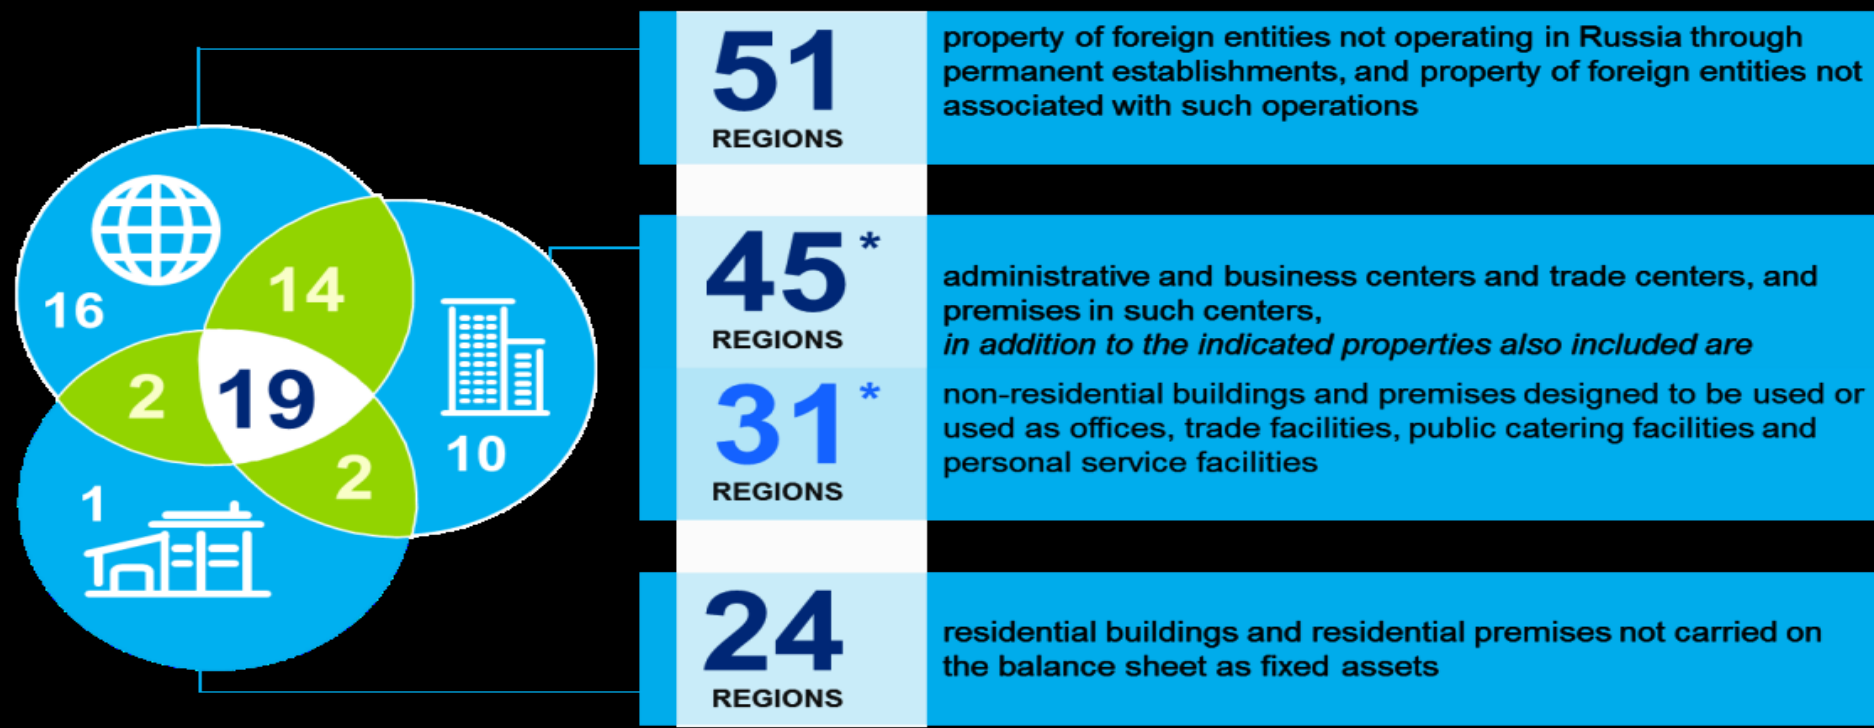 16
14
2
19
10
2
1
51
REGIONS
property of foreign entities not operating in Russia through
permanent establishments, and property of foreign entities not
associated with such operations
45*
REGIONS
administrative and business centers and trade centers, and
premises in such centers,
in addition to the indicated properties also included are
31*
REGIONS
non-residential buildings and premises designed to be used or
used as offices, trade facilities, public catering facilities and
personal service facilities
24
REGIONS
residential buildings and residential premises not carried on
the balance sheet as fixed assets